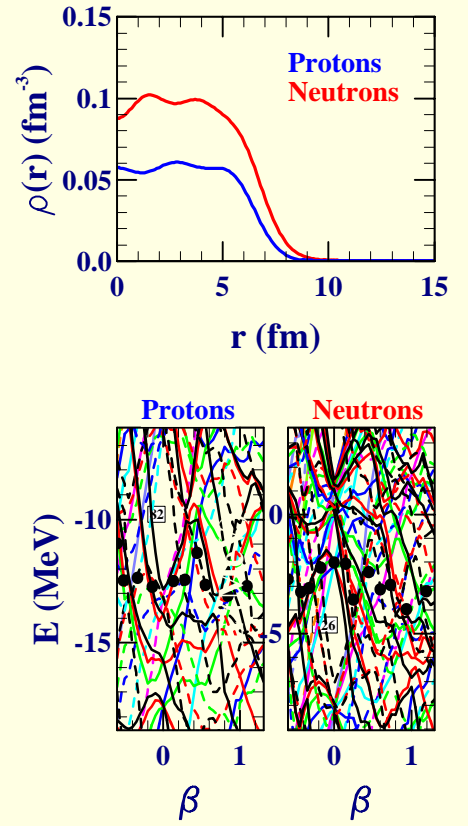 0.15
0.1
0.05
0.0
ρ(r) (fm⁻³)
Protons
Neutrons
0 5 10 15
r (fm)
Protons Neutrons
E (MeV)
-10
-15
82
0
5
126
0 1
0 1
β β